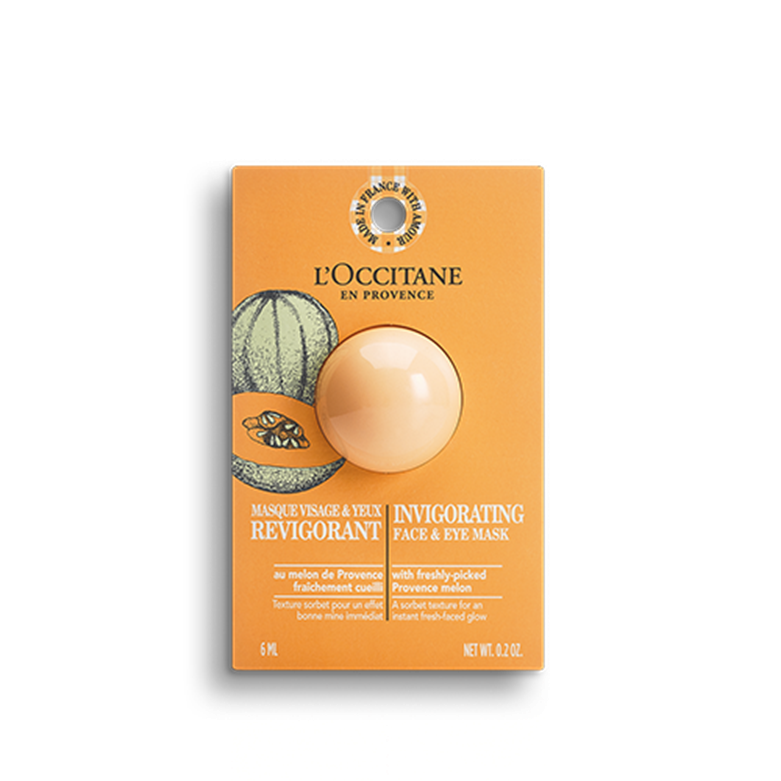 MADE IN FRANCE WITH AMOUR •
L'OCCITANE
EN PROVENCE
MASQUE VISAGE & YEUX
REVIGORANT
au melon de Provence
fraîchement cueilli
Texture sorbet pour un effet
bonne mine immédiat
6 ML
INVIGORATING
FACE & EYE MASK
with freshly-picked
Provence melon
A sorbet texture for an
instant fresh-faced glow
NET WT. 0.2 OZ.